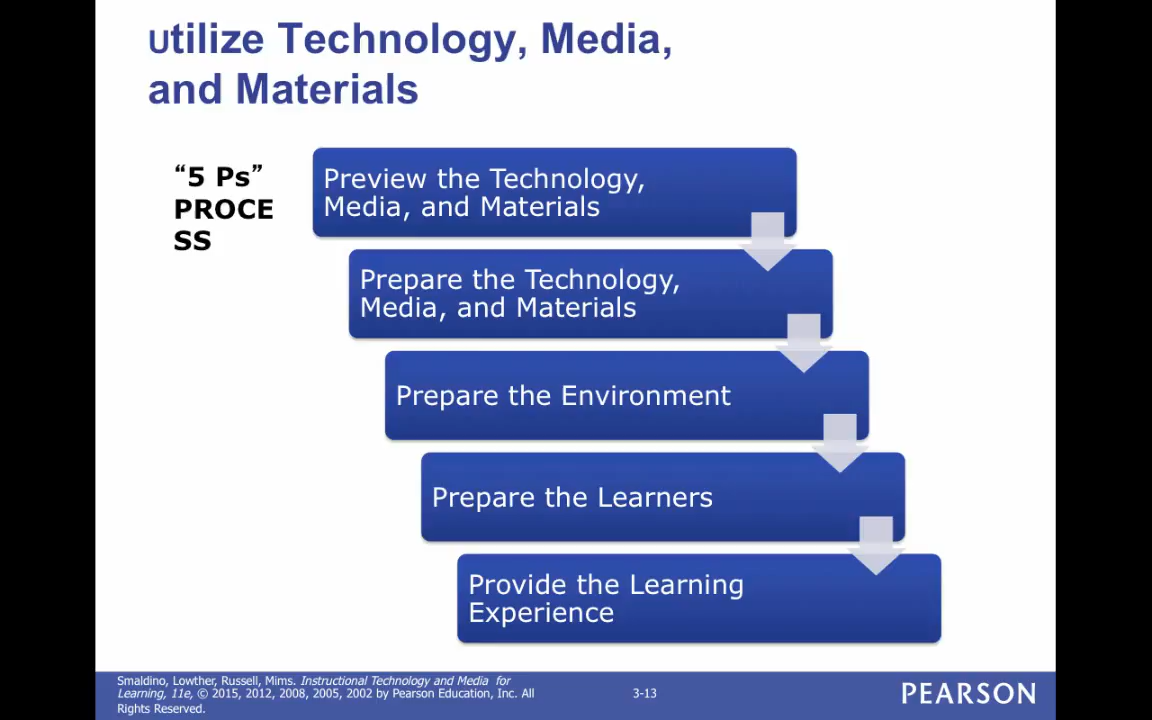 utilize Technology, Media,
and Materials
“5 Ps”
PROCE
SS
Preview the Technology,
Media, and Materials
Prepare the Technology,
Media, and Materials
Prepare the Environment
Prepare the Learners
Provide the Learning
Experience
Smaldino, Lowther, Russell, Mims. Instructional Technology and Media for
Learning, 11e, © 2015, 2012, 2008, 2005, 2002 by Pearson Education, Inc. All
Rights Reserved.
3-13
PEARSON